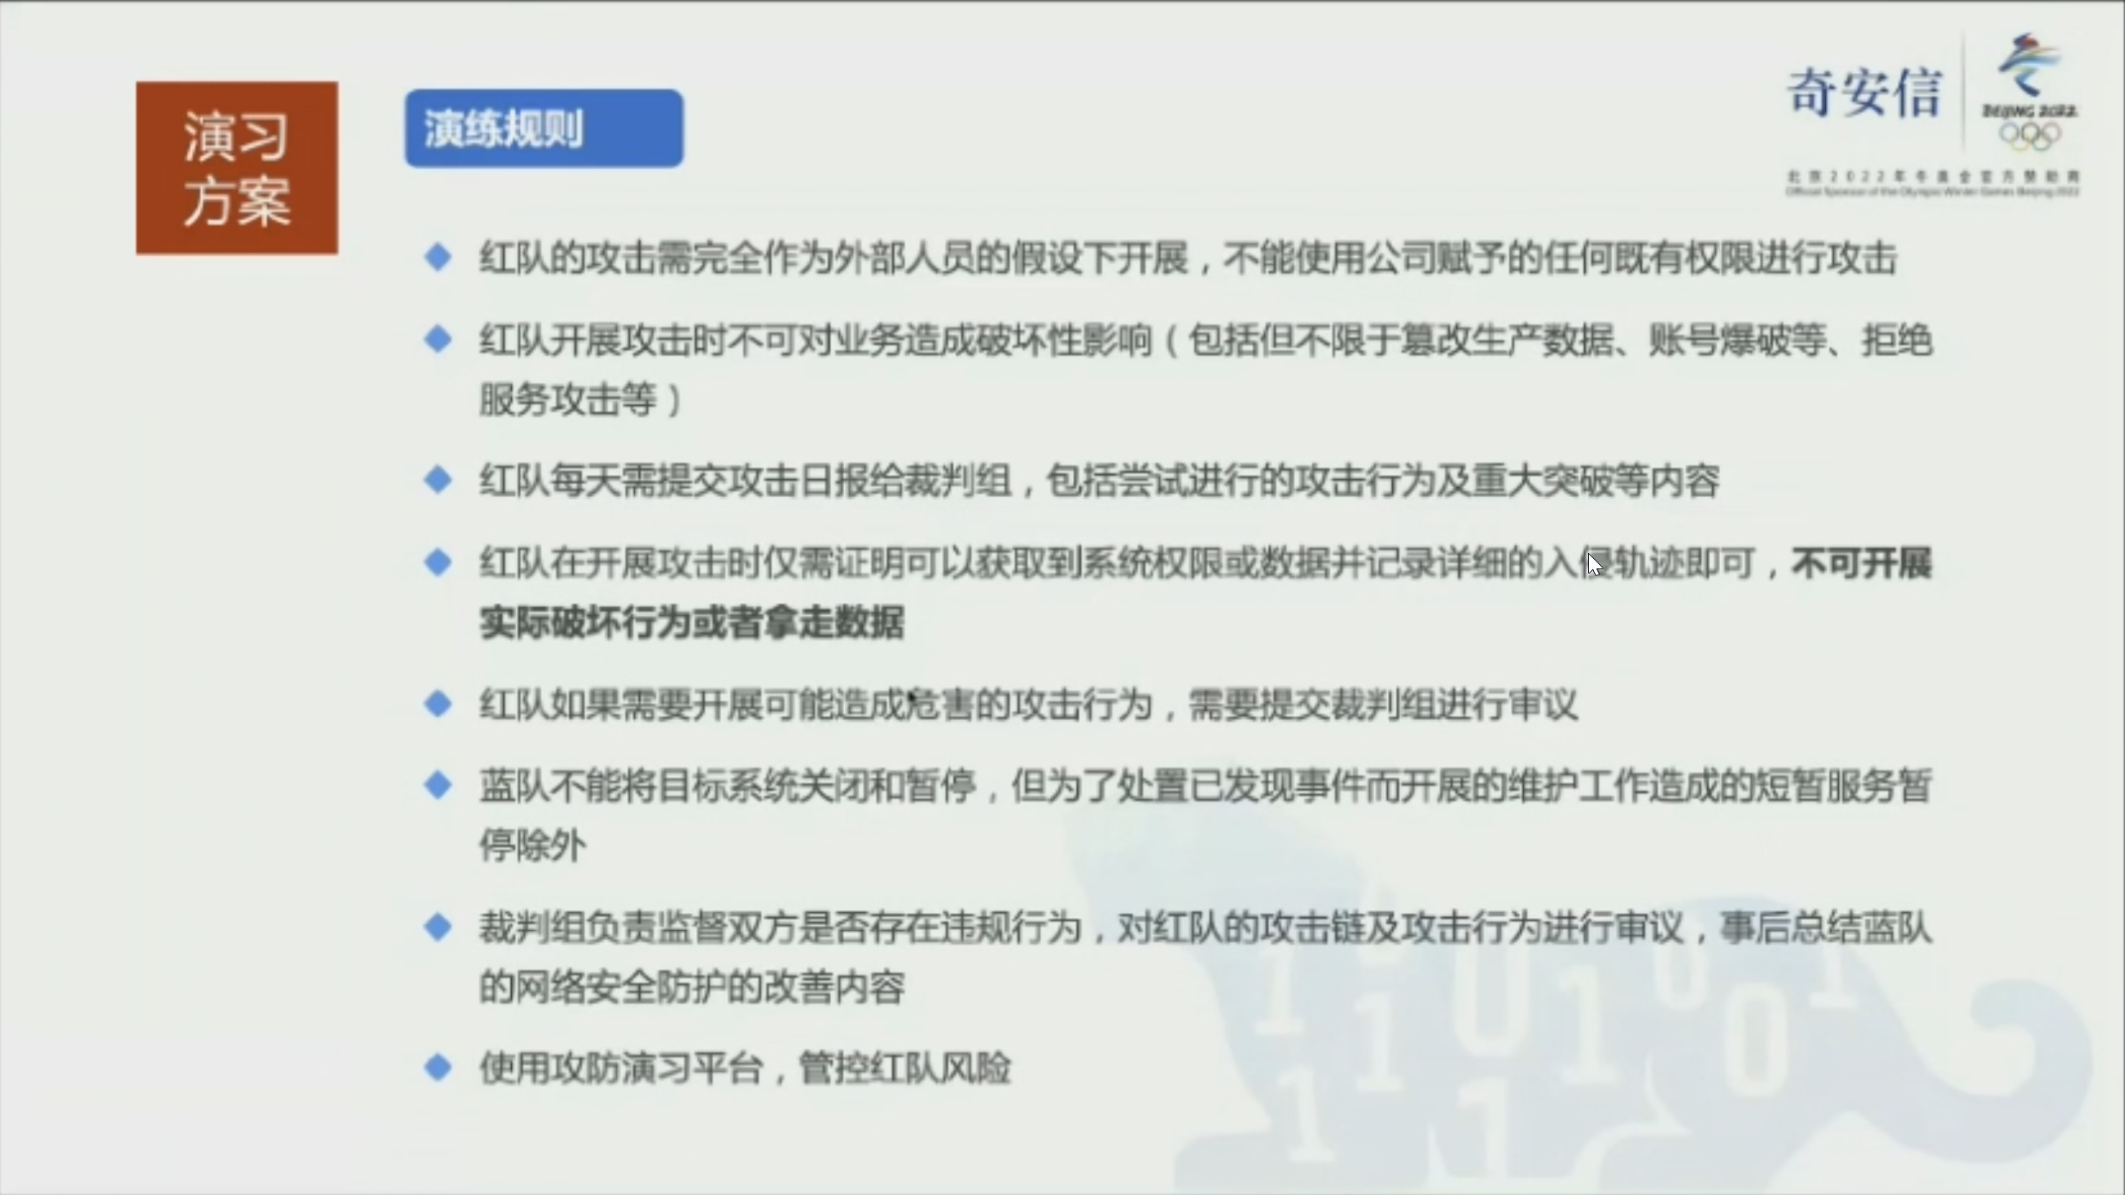 演习
方案
演练规则
奇安信
BEIJING 2022
北京2022年冬奥会官方赞助商
Official Sponsor of the Olympic Winter Games Beijing 2022
红队的攻击需完全作为外部人员的假设下开展，不能使用公司赋予的任何既有权限进行攻击
红队开展攻击时不可对业务造成破坏性影响（包括但不限于篡改生产数据、账号爆破等、拒绝
服务攻击等）
红队每天需提交攻击日报给裁判组，包括尝试进行的攻击行为及重大突破等内容
红队在开展攻击时仅需证明可以获取到系统权限或数据并记录详细的入侵轨迹即可，不可开展
实际破坏行为或者拿走数据
红队如果需要开展可能造成危害的攻击行为，需要提交裁判组进行审议
蓝队不能将目标系统关闭和暂停，但为了处置已发现事件而开展的维护工作造成的短暂服务暂
停除外
裁判组负责监督双方是否存在违规行为，对红队的攻击链及攻击行为进行审议，事后总结蓝队
的网络安全防护的改善内容
使用攻防演习平台，管控红队风险